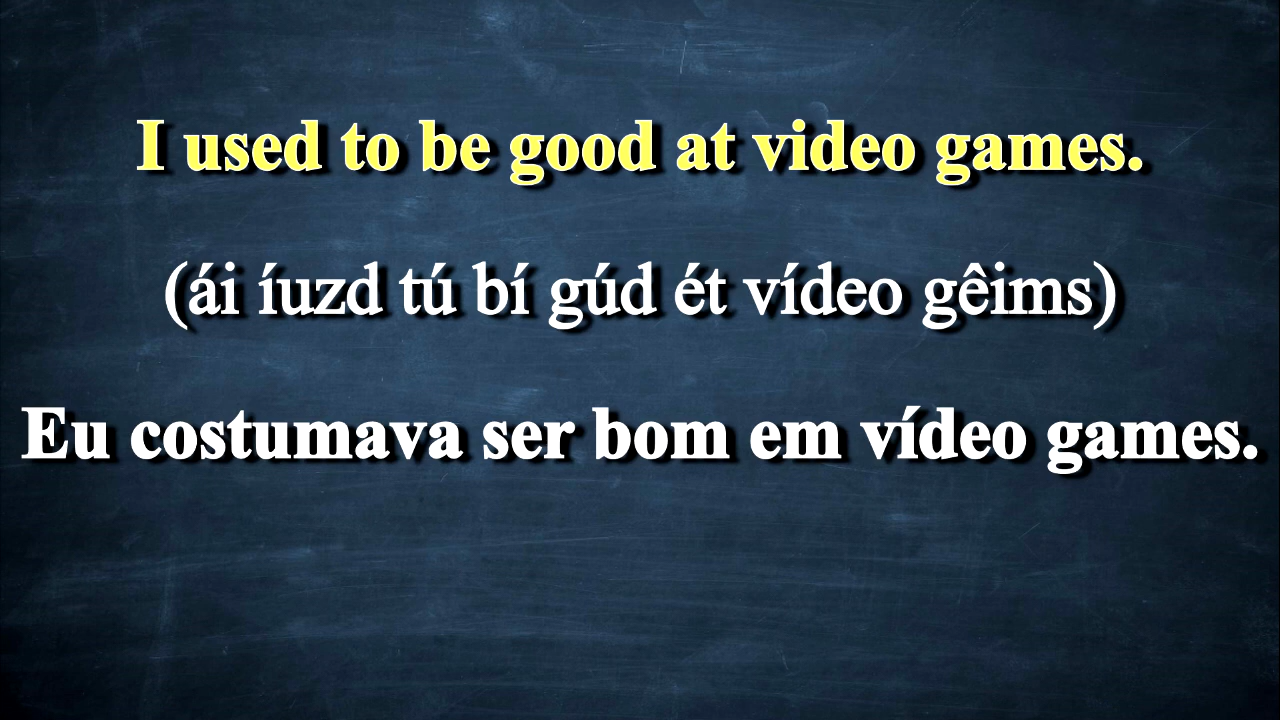 I used to be good at video games.
(ái íuzd tú bí gúd ét vídeo gêims)
Eu costumava ser bom em vídeo games.